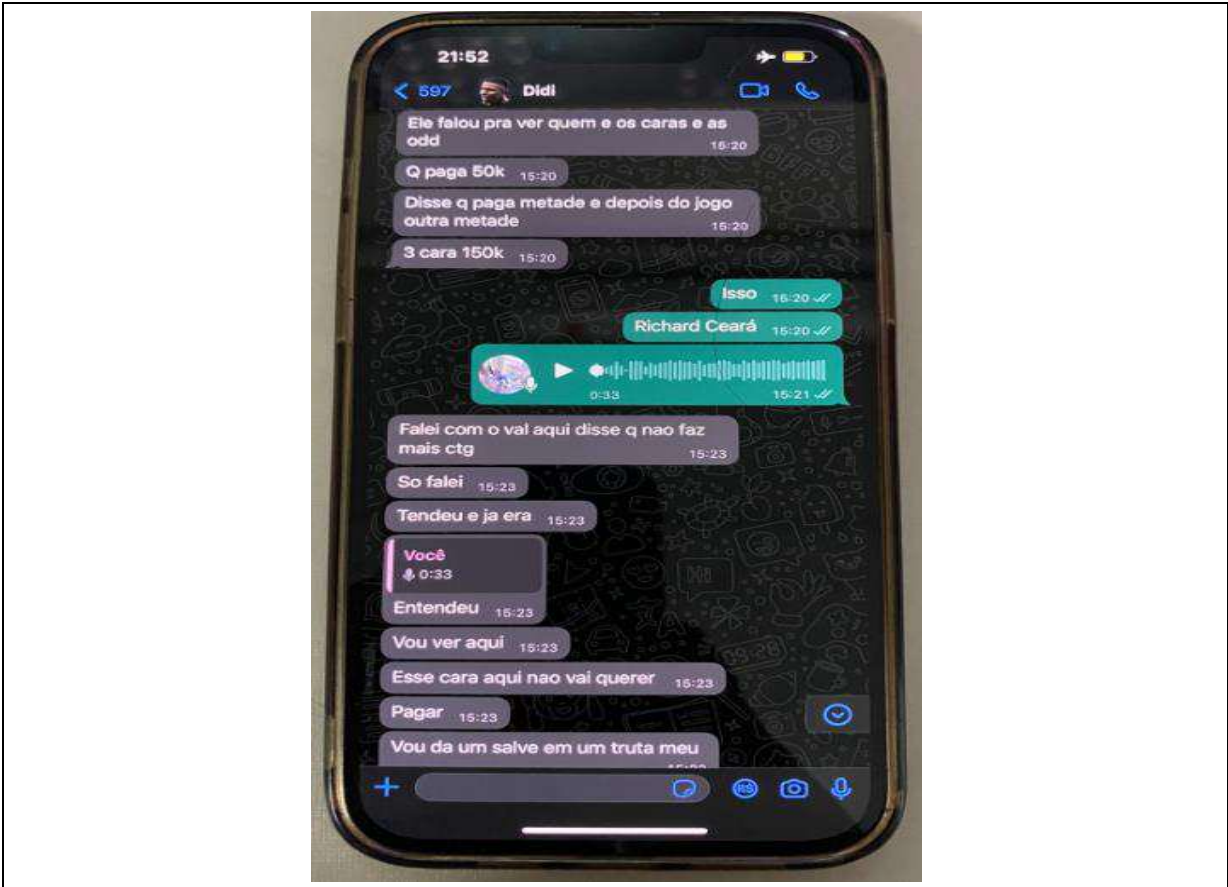 21:52
597 Didi
Ele falou pra ver quem e os caras e as
odd 15:20
Q paga 50k 15:20
Disse q paga metade e depois do jogo
outra metade 15:20
3 cara 150k 15:20
Isso 15:20
Richard Ceará 15:20
0:33 15:21
Falei com o val aqui disse q nao faz
mais ctg 15:23
So falei 15:23
Tendeu e ja era 15:23
Você
0:33
Entendeu 15:23
Vou ver aqui 15:23
Esse cara aqui nao vai querer 15:23
Pagar 15:23
Vou da um salve em um truta meu
R$